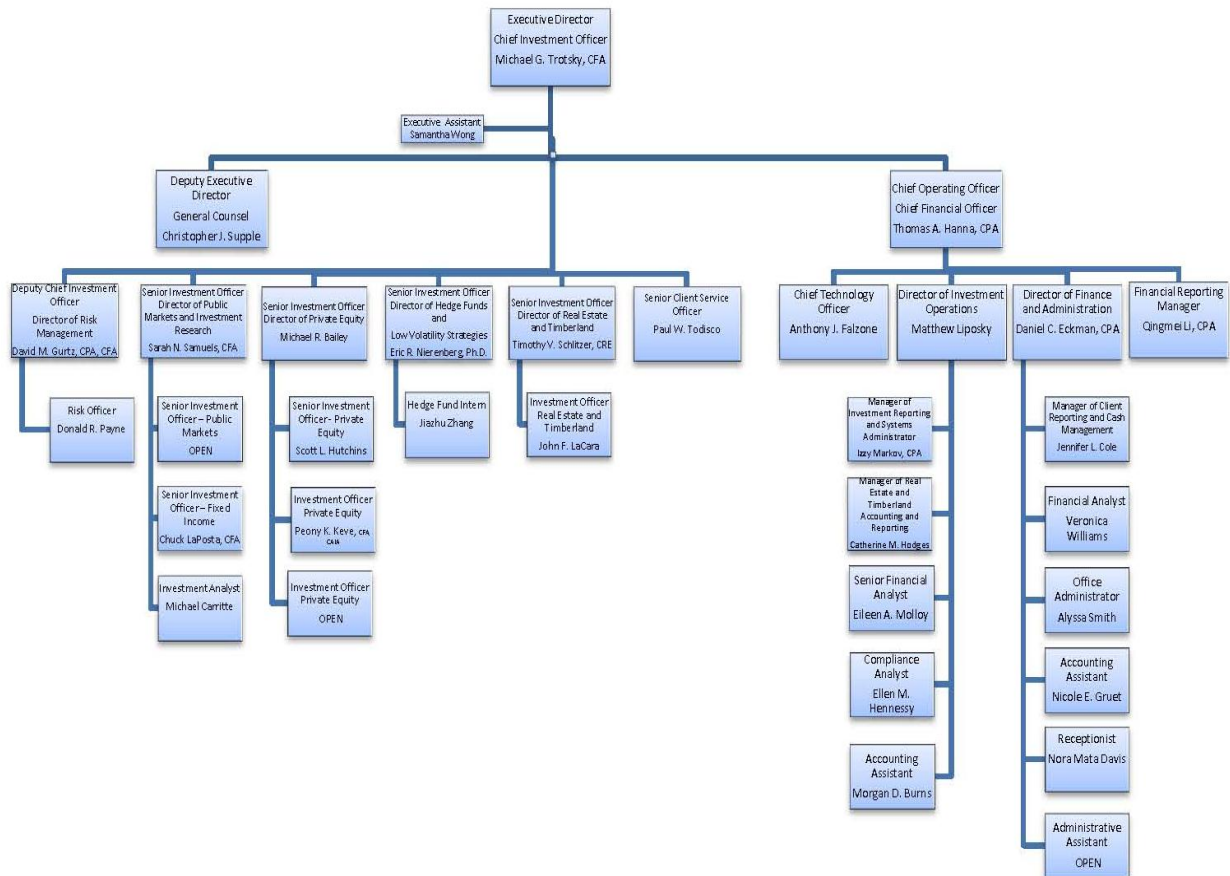 Executive Director
Chief Investment Officer
Michael G. Trotsky, CFA
Executive Assistant
Samantha Wong
Deputy Executive
Director
General Counsel
Christopher J. Supple
Chief Operating Officer
Chief Financial Officer
Thomas A. Hanna, CPA
Deputy Chief Investment
Officer
Director of Risk
Management
David M. Gurtz, CPA, CFA
Senior Investment Officer
Director of Public
Markets and Investment
Research
Sarah N. Samuels, CFA
Senior Investment Officer
Director of Private Equity
Michael R. Bailey
Senior Investment Officer
Director of Hedge Funds
and
Low Volatility Strategies
Eric R. Nierenberg, Ph.D.
Senior Investment Officer
Director of Real Estate
and Timberland
Timothy V. Schlitzer, CRE
Senior Client Service
Officer
Paul W. Todisco
Chief Technology
Officer
Anthony J. Falzone
Director of Investment
Operations
Matthew Liposky
Director of Finance
and Administration
Daniel C. Eckman, CPA
Financial Reporting
Manager
Qingmei Li, CPA
Risk Officer
Donald R. Payne
Senior Investment
Officer – Public
Markets
OPEN
Senior Investment
Officer – Fixed
Income
Chuck LaPosta, CFA
Investment Analyst
Michael Carritte
Senior Investment
Officer- Private
Equity
Scott L. Hutchins
Investment Officer
Private Equity
Peony K. Keve, CFA
CAIA
Investment Officer
Private Equity
OPEN
Hedge Fund Intern
Jiazhu Zhang
Investment Officer
Real Estate and
Timberland
John F. LaCara
Manager of
Investment Reporting
and Systems
Administrator
Izzy Markov, CPA
Manager of Real
Estate and
Timberland
Accounting and
Reporting
Catherine M. Hodges
Senior Financial
Analyst
Eileen A. Molloy
Compliance
Analyst
Ellen M.
Hennessy
Accounting
Assistant
Morgan D. Burns
Manager of Client
Reporting and Cash
Management
Jennifer L. Cole
Financial Analyst
Veronica
Williams
Office
Administrator
Alyssa Smith
Accounting
Assistant
Nicole E. Gruet
Receptionist
Nora Mata Davis
Administrative
Assistant
OPEN